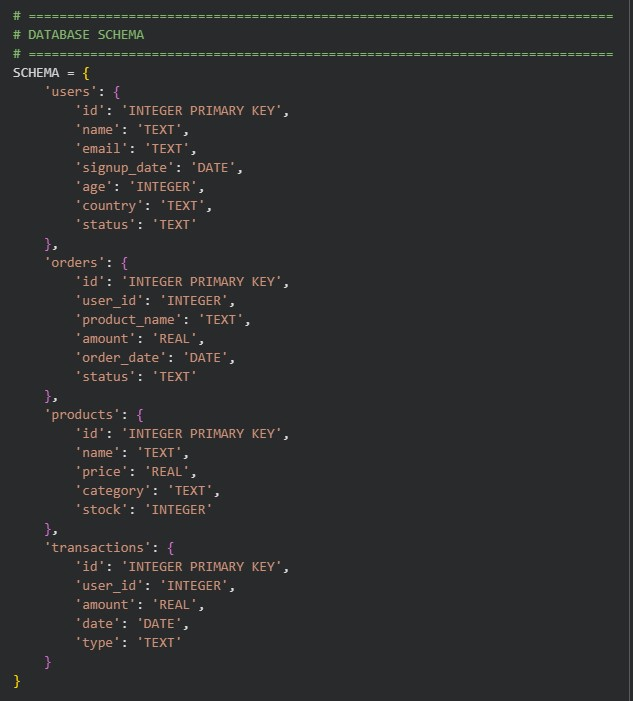 # ============================================================================
# DATABASE SCHEMA
# ============================================================================
SCHEMA = {
    'users': {
        'id': 'INTEGER PRIMARY KEY',
        'name': 'TEXT',
        'email': 'TEXT',
        'signup_date': 'DATE',
        'age': 'INTEGER',
        'country': 'TEXT',
        'status': 'TEXT'
    },
    'orders': {
        'id': 'INTEGER PRIMARY KEY',
        'user_id': 'INTEGER',
        'product_name': 'TEXT',
        'amount': 'REAL',
        'order_date': 'DATE',
        'status': 'TEXT'
    },
    'products': {
        'id': 'INTEGER PRIMARY KEY',
        'name': 'TEXT',
        'price': 'REAL',
        'category': 'TEXT',
        'stock': 'INTEGER'
    },
    'transactions': {
        'id': 'INTEGER PRIMARY KEY',
        'user_id': 'INTEGER',
        'amount': 'REAL',
        'date': 'DATE',
        'type': 'TEXT'
    }
}